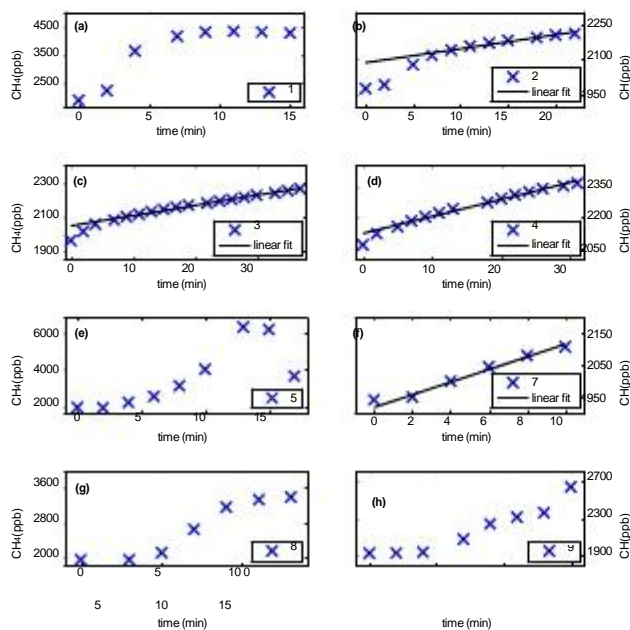 (a)
CH₄(ppb)
4500
3500
2500
1
0 5 10 15
time (min)
(b)
2250
2100
950
CH₄(ppb)
2
linear fit
0 5 10 15 20
time (min)
(c)
CH₄(ppb)
2300
2100
1900
3
linear fit
0 10 20 30
time (min)
(d)
2350
2200
2050
CH₄(ppb)
4
linear fit
0 10 20 30
time (min)
(e)
CH₄(ppb)
6000
4000
2000
5
0 5 10 15
time (min)
(f)
2150
2050
950
CH(ppb)
7
linear fit
0 2 4 6 8 10
time (min)
(g)
CH₄(ppb)
3600
2800
2000
8
0 5 10 0
(h)
2700
2300
1900
CH(ppb)
9
5 10 15
time (min) time (min)